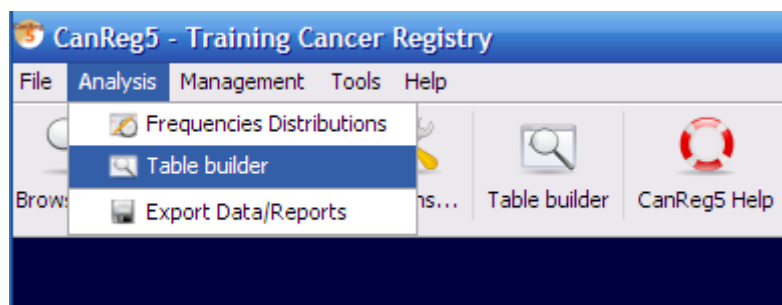 CanReg5 - Training Cancer Registry
File Analysis Management Tools Help
Frequencies Distributions
Table builder
Export Data/Reports
Table builder CanReg5 Help